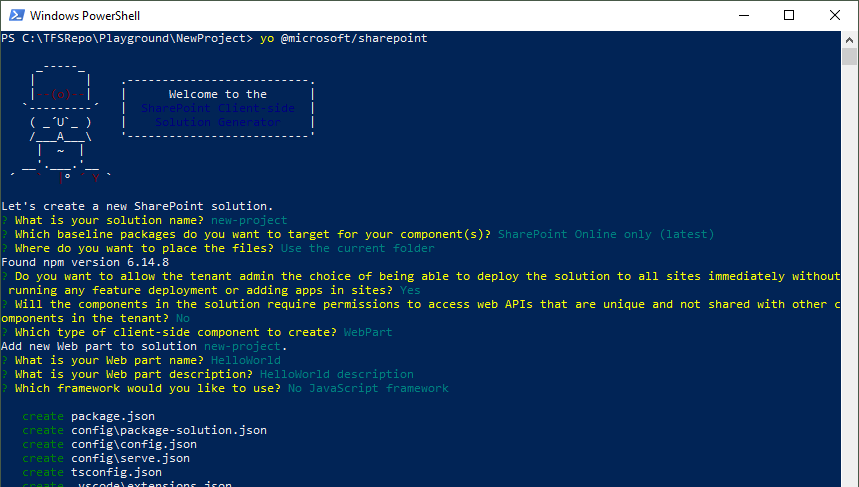 Windows PowerShell
PS C:\TFSRepo\Playground\NewProject> yo @microsoft/sharepoint
Welcome to the
SharePoint Client-side
Solution Generator
Let's create a new SharePoint solution.
? What is your solution name? new-project
? Which baseline packages do you want to target for your component(s)? SharePoint Online only (latest)
? Where do you want to place the files? Use the current folder
Found npm version 6.14.8
? Do you want to allow the tenant admin the choice of being able to deploy the solution to all sites immediately without
running any feature deployment or adding apps in sites? Yes
? Will the components in the solution require permissions to access web APIs that are unique and not shared with other c
omponents in the tenant? No
? Which type of client-side component to create? WebPart
Add new Web part to solution new-project.
? What is your Web part name? HelloWorld
? What is your Web part description? HelloWorld description
? Which framework would you like to use? No JavaScript framework
create package.json
create config\package-solution.json
create config\config.json
create config\serve.json
create tsconfig.json
create .vscode\extensions.json